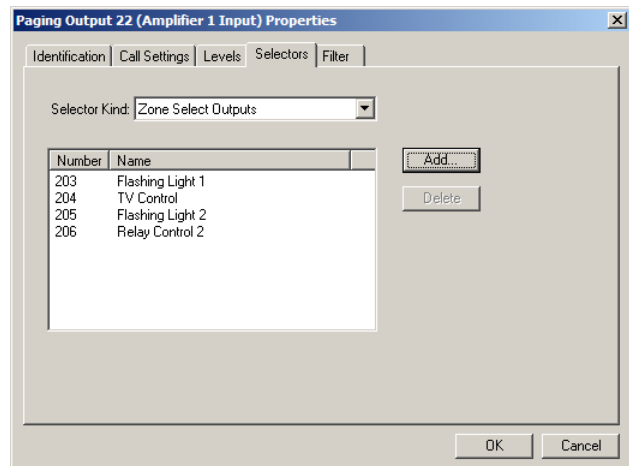 Paging Output 22 (Amplifier 1 Input) Properties
Identification Call Settings Levels Selectors Filter
Selector Kind: Zone Select Outputs
Number Name
Add...
203 Flashing Light 1
204 TV Control
Delete
205 Flashing Light 2
206 Relay Control 2
OK Cancel